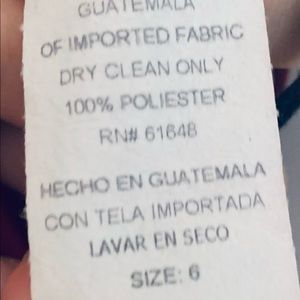 GUATEMALA
OF IMPORTED FABRIC
DRY CLEAN ONLY
100% POLIESTER
RN# 61648
HECHO EN GUATEMALA
CON TELA IMPORTADA
LAVAR EN SECO
SIZE: 6